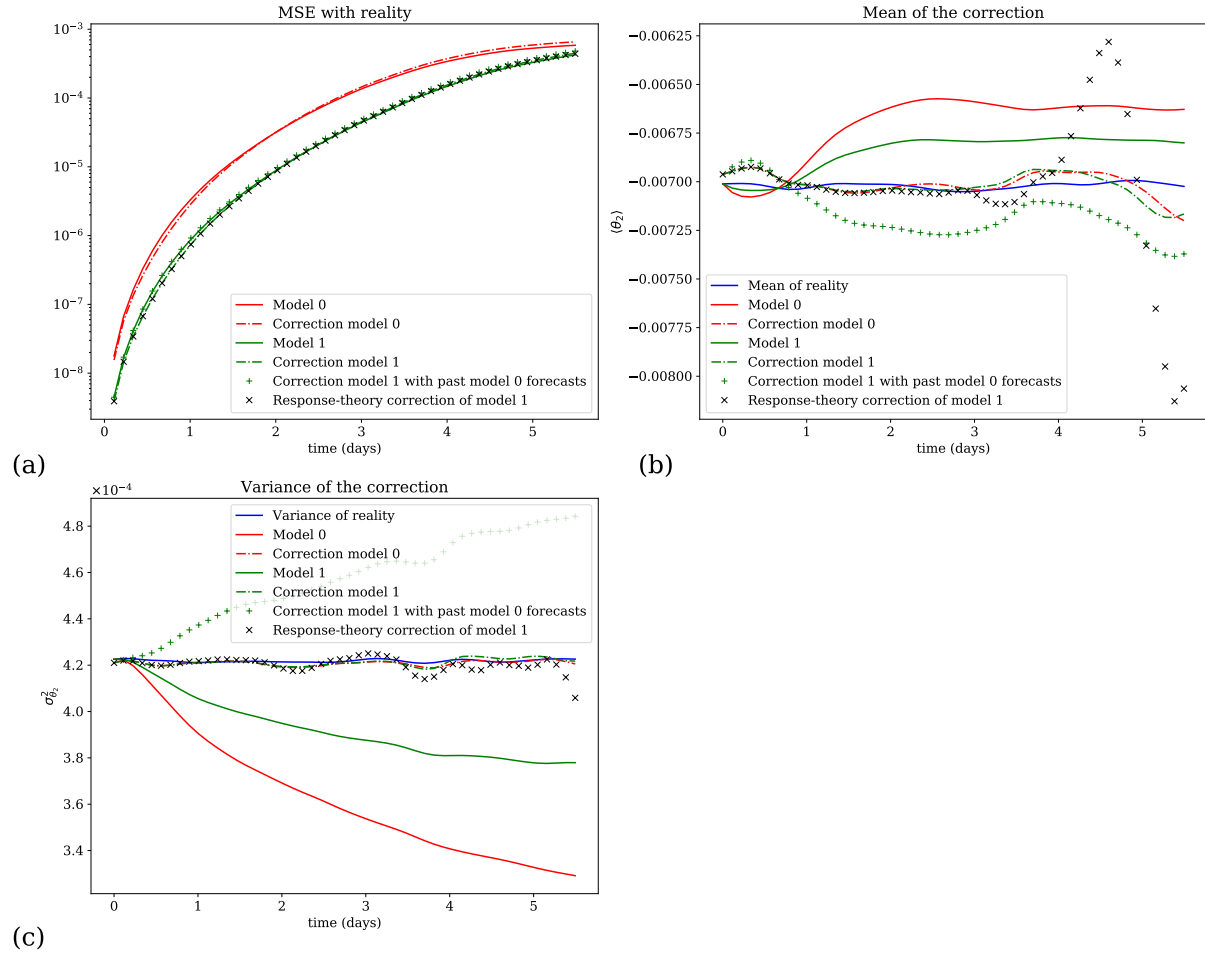 MSE with reality
10⁻³
10⁻⁴
10⁻⁵
10⁻⁶
10⁻⁷
10⁻⁸
Model 0
Correction model 0
Model 1
Correction model 1
Correction model 1 with past model 0 forecasts
Response-theory correction of model 1
0 1 2 3 4 5
time (days)
(a)
Mean of the correction
−0.00625
−0.00650
−0.00675
−0.00700
−0.00725
−0.00750
−0.00775
−0.00800
⟨θ₂⟩
Mean of reality
Model 0
Correction model 0
Model 1
Correction model 1
Correction model 1 with past model 0 forecasts
Response-theory correction of model 1
0 1 2 3 4 5
time (days)
(b)
×10⁻⁴
Variance of the correction
4.8
4.6
4.4
4.2
4.0
3.8
3.6
3.4
σ²_θ₂
Variance of reality
Model 0
Correction model 0
Model 1
Correction model 1
Correction model 1 with past model 0 forecasts
Response-theory correction of model 1
0 1 2 3 4 5
time (days)
(c)